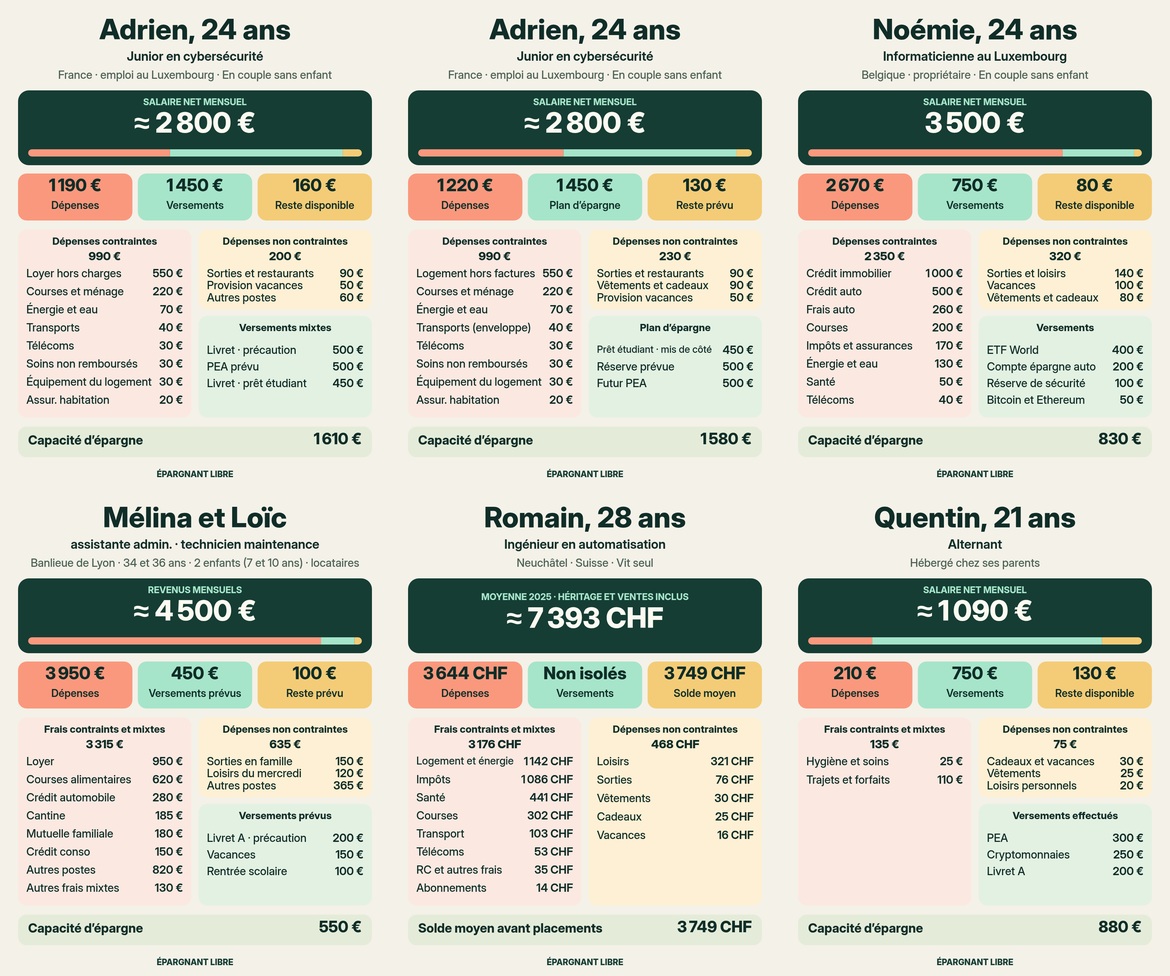 Adrien, 24 ans
Junior en cybersécurité
France · emploi au Luxembourg · En couple sans enfant
SALAIRE NET MENSUEL
≈ 2 800 €
1 190 €
Dépenses
1 450 €
Versements
160 €
Reste disponible
Dépenses contraintes
990 €
Loyer hors charges 550 €
Courses et ménage 220 €
Énergie et eau 70 €
Transports 40 €
Télécoms 30 €
Soins non remboursés 30 €
Équipement du logement 30 €
Assur. habitation 20 €
Dépenses non contraintes
200 €
Sorties et restaurants 90 €
Provision vacances 50 €
Autres postes 60 €
Versements mixtes
Livret · précaution 500 €
PEA prévu 500 €
Livret · prêt étudiant 450 €
Capacité d'épargne 1 610 €
ÉPARGNANT LIBRE
Adrien, 24 ans
Junior en cybersécurité
France · emploi au Luxembourg · En couple sans enfant
SALAIRE NET MENSUEL
≈ 2 800 €
1 220 €
Dépenses
1 450 €
Plan d'épargne
130 €
Reste prévu
Dépenses contraintes
990 €
Logement hors factures 550 €
Courses et ménage 220 €
Énergie et eau 70 €
Transports (enveloppe) 40 €
Télécoms 30 €
Soins non remboursés 30 €
Équipement du logement 30 €
Assur. habitation 20 €
Dépenses non contraintes
230 €
Sorties et restaurants 90 €
Vêtements et cadeaux 90 €
Provision vacances 50 €
Plan d'épargne
Prêt étudiant · mis de côté 450 €
Réserve prévue 500 €
Futur PEA 500 €
Capacité d'épargne 1 580 €
ÉPARGNANT LIBRE
Noémie, 24 ans
Informaticienne au Luxembourg
Belgique · propriétaire · En couple sans enfant
SALAIRE NET MENSUEL
3 500 €
2 670 €
Dépenses
750 €
Versements
80 €
Reste disponible
Dépenses contraintes
2 350 €
Crédit immobilier 1 000 €
Crédit auto 500 €
Frais auto 260 €
Courses 200 €
Impôts et assurances 170 €
Énergie et eau 130 €
Santé 50 €
Télécoms 40 €
Dépenses non contraintes
320 €
Sorties et loisirs 140 €
Vacances 100 €
Vêtements et cadeaux 80 €
Versements
ETF World 400 €
Compte épargne auto 200 €
Réserve de sécurité 100 €
Bitcoin et Ethereum 50 €
Capacité d'épargne 830 €
ÉPARGNANT LIBRE
Mélina et Loïc
assistante admin. · technicien maintenance
Banlieue de Lyon · 34 et 36 ans · 2 enfants (7 et 10 ans) · locataires
REVENUS MENSUELS
≈ 4 500 €
3 950 €
Dépenses
450 €
Versements prévus
100 €
Reste prévu
Frais contraints et mixtes
3 315 €
Loyer 950 €
Courses alimentaires 620 €
Crédit automobile 280 €
Cantine 185 €
Mutuelle familiale 180 €
Crédit conso 150 €
Autres postes 820 €
Autres frais mixtes 130 €
Dépenses non contraintes
635 €
Sorties en famille 150 €
Loisirs du mercredi 120 €
Autres postes 365 €
Versements prévus
Livret A · précaution 200 €
Vacances 150 €
Rentrée scolaire 100 €
Capacité d'épargne 550 €
ÉPARGNANT LIBRE
Romain, 28 ans
Ingénieur en automatisation
Neuchâtel · Suisse · Vit seul
MOYENNE 2025 · HÉRITAGE ET VENTES INCLUS
≈ 7 393 CHF
3 644 CHF
Dépenses
Non isolés
Versements
3 749 CHF
Solde moyen
Frais contraints et mixtes
3 176 CHF
Logement et énergie 1 142 CHF
Impôts 1 086 CHF
Santé 441 CHF
Courses 302 CHF
Transport 103 CHF
Télécoms 53 CHF
RC et autres frais 35 CHF
Abonnements 14 CHF
Dépenses non contraintes
468 CHF
Loisirs 321 CHF
Sorties 76 CHF
Vêtements 30 CHF
Cadeaux 25 CHF
Vacances 16 CHF
Solde moyen avant placements 3 749 CHF
ÉPARGNANT LIBRE
Quentin, 21 ans
Alternant
Hébergé chez ses parents
SALAIRE NET MENSUEL
≈ 1 090 €
210 €
Dépenses
750 €
Versements
130 €
Reste disponible
Frais contraints et mixtes
135 €
Hygiène et soins 25 €
Trajets et forfaits 110 €
Dépenses non contraintes
75 €
Cadeaux et vacances 30 €
Vêtements 25 €
Loisirs personnels 20 €
Versements effectués
PEA 300 €
Cryptomonnaies 250 €
Livret A 200 €
Capacité d'épargne 880 €
ÉPARGNANT LIBRE